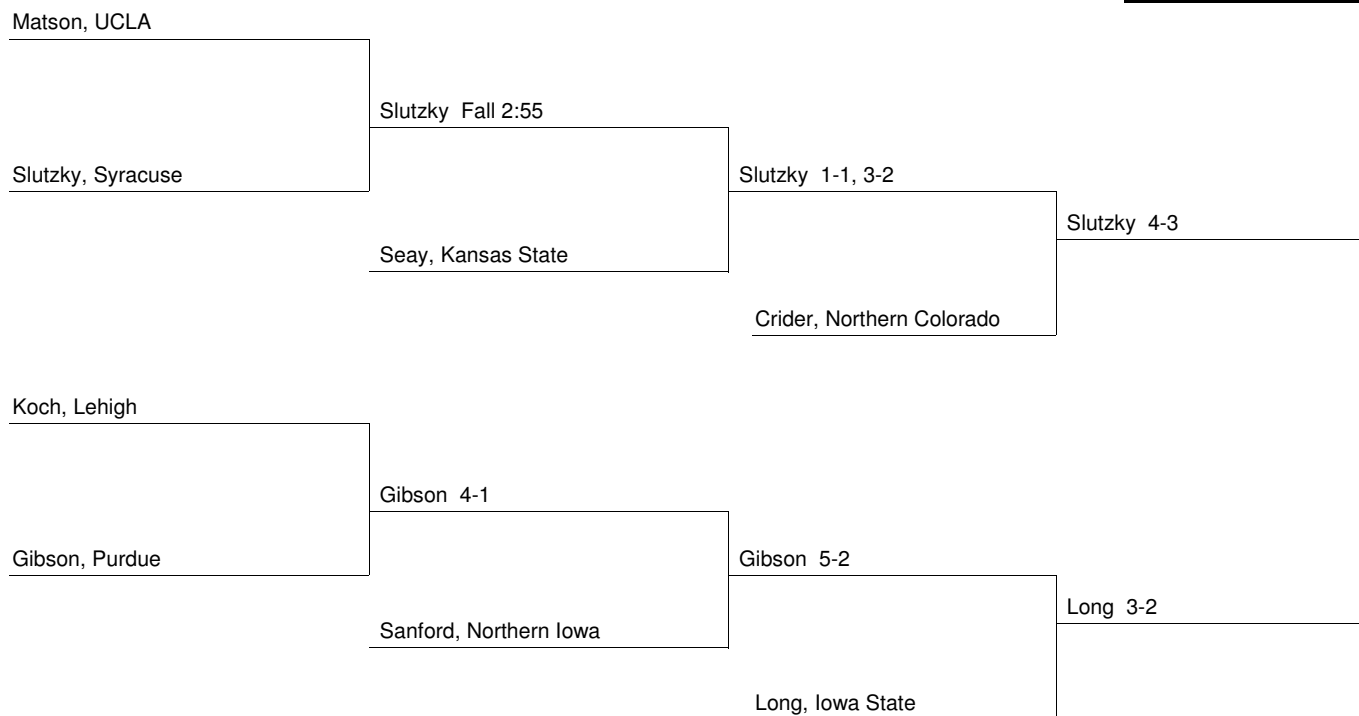 Matson, UCLA
Slutzky  Fall 2:55
Slutzky, Syracuse
Slutzky  1-1, 3-2
Slutzky  4-3
Seay, Kansas State
Crider, Northern Colorado
Koch, Lehigh
Gibson  4-1
Gibson, Purdue
Gibson  5-2
Long  3-2
Sanford, Northern Iowa
Long, Iowa State